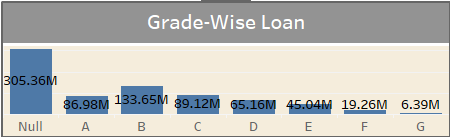 Grade-Wise Loan
305.36M 86.98M 133.65M 89.12M 65.16M 45.04M 19.26M 6.39M
Null A B C D E F G